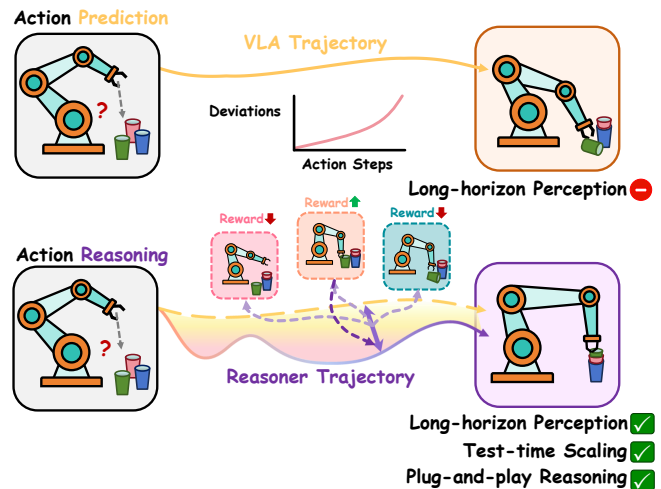 Action Prediction
VLA Trajectory
?
Deviations
Action Steps
Long-horizon Perception
Reward
Reward
Reward
Action Reasoning
?
Reasoner Trajectory
Long-horizon Perception
Test-time Scaling
Plug-and-play Reasoning